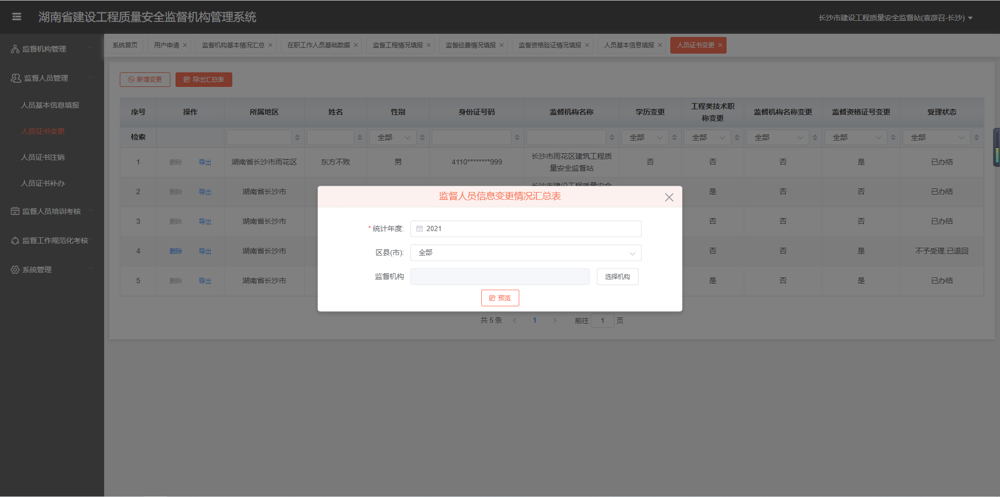 湖南省建设工程质量安全监督机构管理系统
长沙市建设工程质量安全监督站(袁彦召-长沙)
监督机构管理
监督人员管理
人员基本信息填报
人员证书变更
人员证书注销
人员证书补办
监督人员培训考核
监督工作规范化考核
系统管理
系统首页 用户申请 监督机构基本情况汇总 在职工作人员基础数据 监督工程情况填报 监督经费情况填报 监督资格验证情况填报 人员基本信息填报 人员证书变更
新增变更 导出汇总表
序号 操作 所属地区 姓名 性别 身份证号码 监督机构名称 学历变更 工程类技术职称变更 监督机构名称变更 监督资格证号变更 受理状态
检索 全部 全部 全部 全部 全部 全部
1 删除 导出 湖南省长沙市雨花区 东方不败 男 4110********999 长沙市雨花区建筑工程质量安全监督站 否 否 否 是 已办结
2 删除 导出 湖南省长沙市 长沙市建设工程质量安全 是 否 否 已办结
3 删除 导出 湖南省长沙市 否 否 否 已办结
4 删除 导出 湖南省长沙市 否 否 是 不予受理,已退回
5 删除 导出 湖南省长沙市 是 否 是 已办结
监督人员信息变更情况汇总表
* 统计年度: 2021
区县(市): 全部
监督机构 选择机构
预览
共 5 条 1 前往 1 页